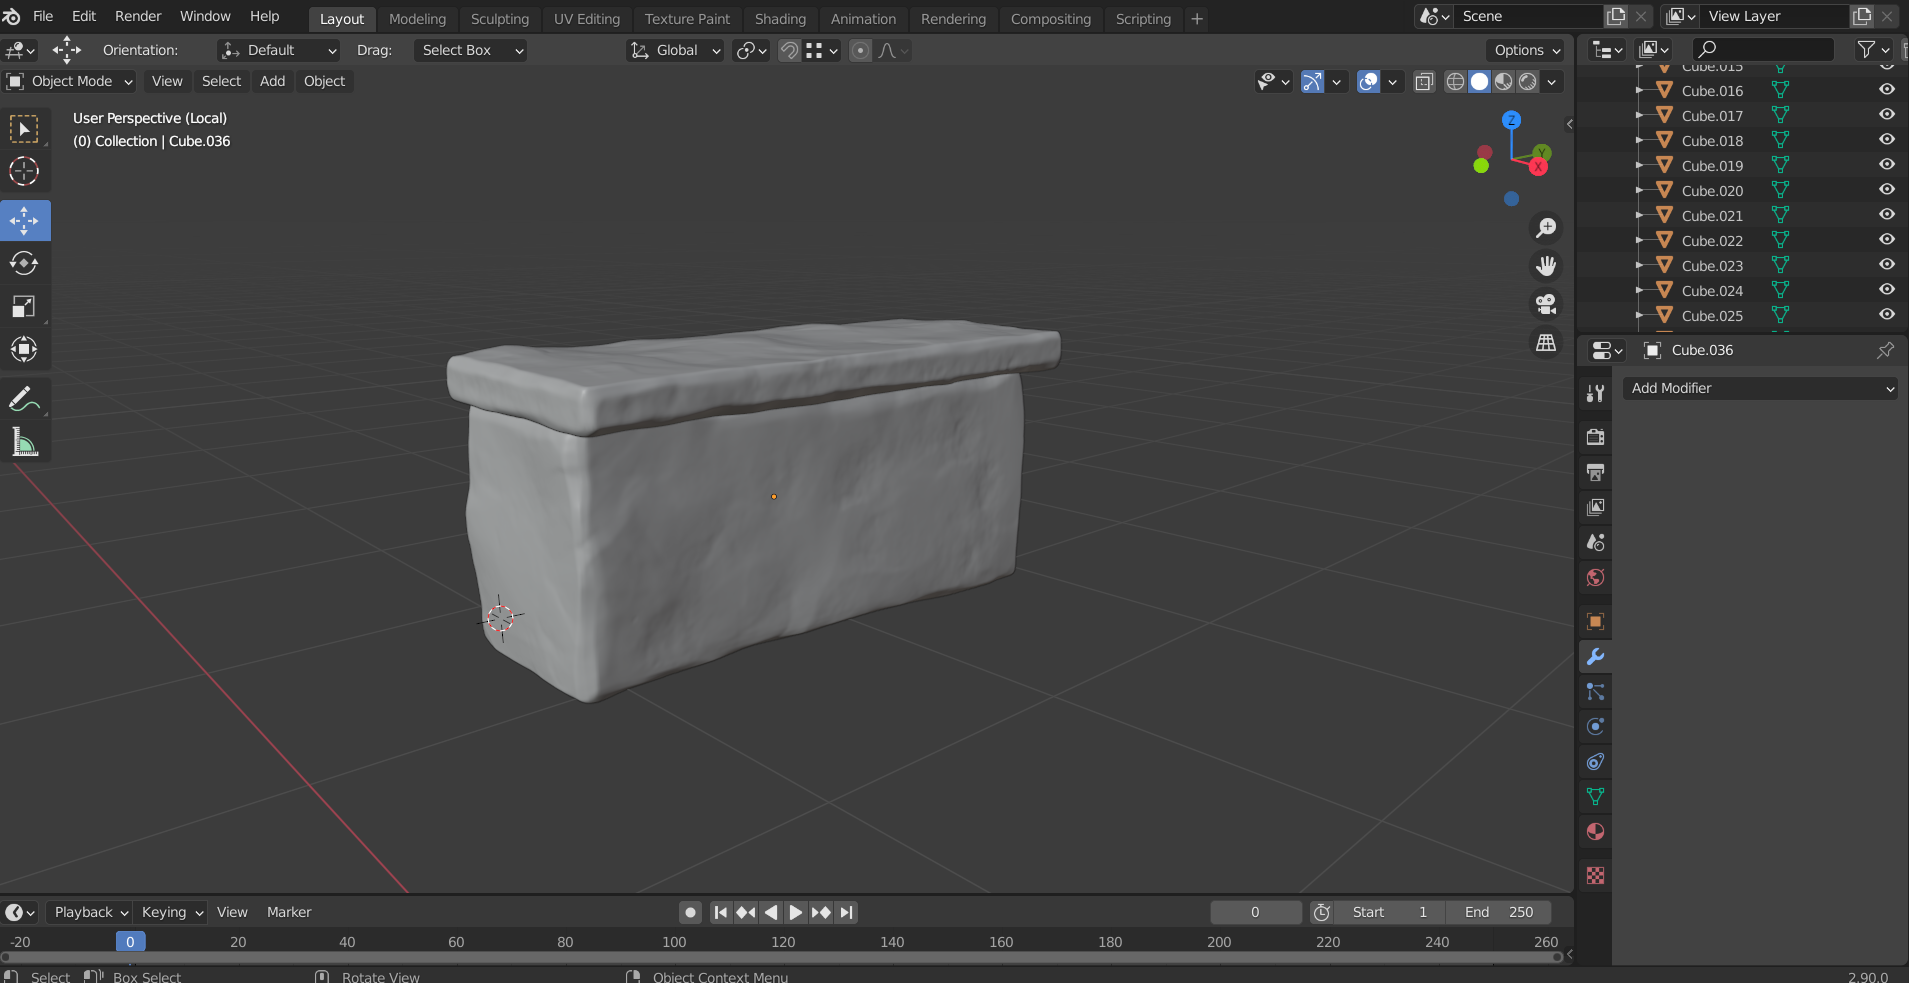 File Edit Render Window Help Layout Modeling Sculpting UV Editing Texture Paint Shading Animation Rendering Compositing Scripting + Scene View Layer
Orientation: Default Drag: Select Box Global Options
Object Mode View Select Add Object
User Perspective (Local)
(0) Collection | Cube.036
Z
Y
X
Cube.015
Cube.016
Cube.017
Cube.018
Cube.019
Cube.020
Cube.021
Cube.022
Cube.023
Cube.024
Cube.025
Cube.036
Add Modifier
Playback Keying View Marker 0 Start 1 End 250
-20 0 20 40 60 80 100 120 140 160 180 200 220 240 260
Select Box Select Rotate View Object Context Menu 2.90.0